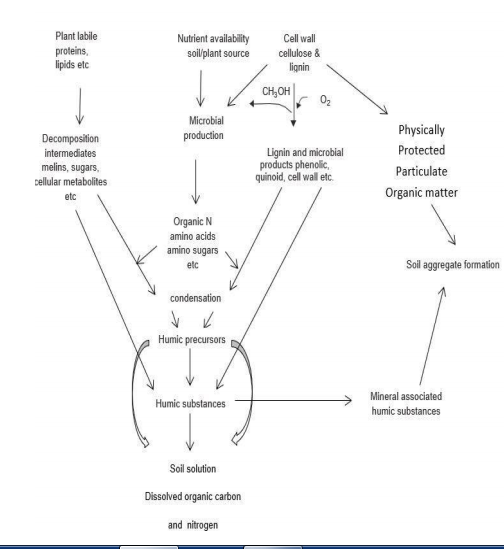 Plant labile
proteins,
lipids etc
Nutrient availability
soil/plant source
Cell wall
cellulose &
lignin
CH3OH
O2
Decomposition
intermediates
melins, sugars,
cellular metabolites
etc
Microbial
production
Lignin and microbial
products phenolic,
quinoid, cell wall etc.
Physically
Protected
Particulate
Organic matter
Organic N
amino acids
amino sugars
etc
Soil aggregate formation
condensation
Humic precursors
Humic substances
Mineral associated
humic substances
Soil solution
Dissolved organic carbon
and nitrogen